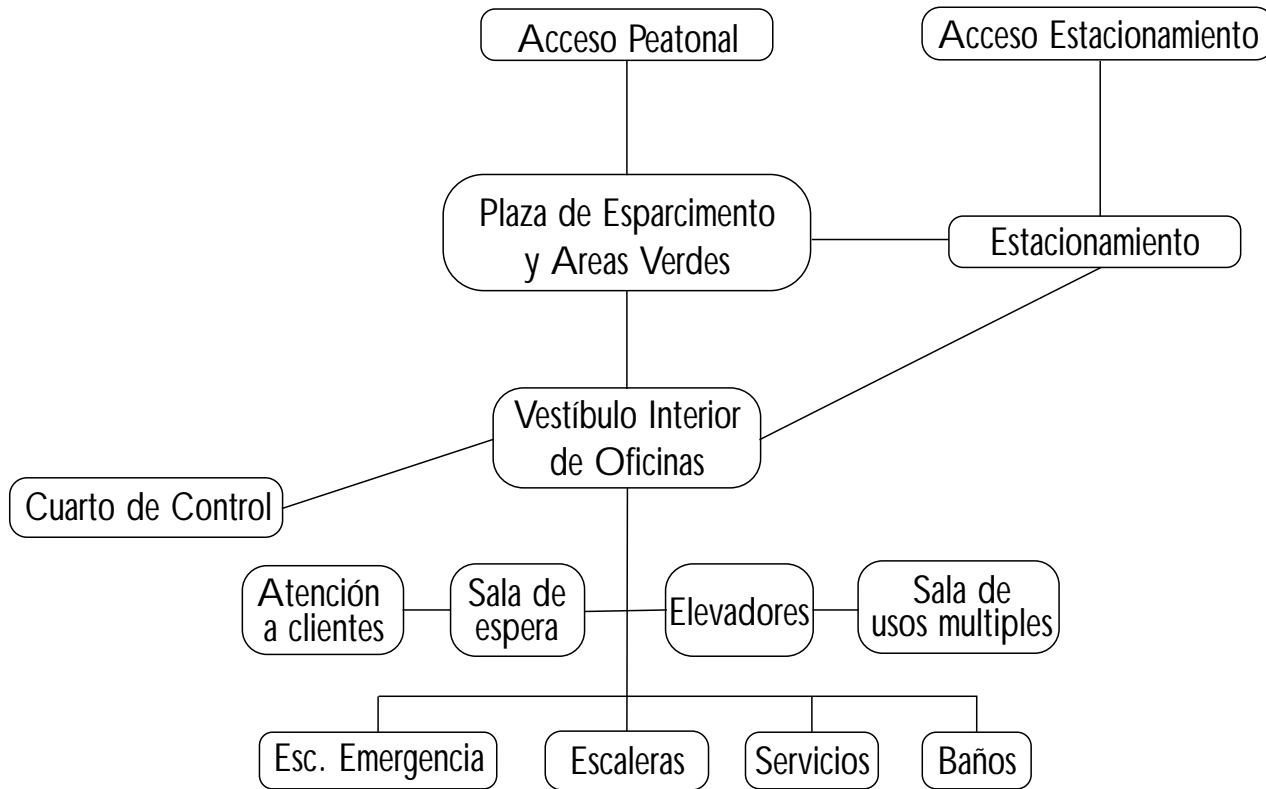 Acceso Peatonal
Acceso Estacionamiento
Plaza de Esparcimento
y Areas Verdes
Estacionamiento
Vestíbulo Interior
de Oficinas
Cuarto de Control
Atención
a clientes
Sala de
espera
Elevadores
Sala de
usos multiples
Esc. Emergencia
Escaleras
Servicios
Baños